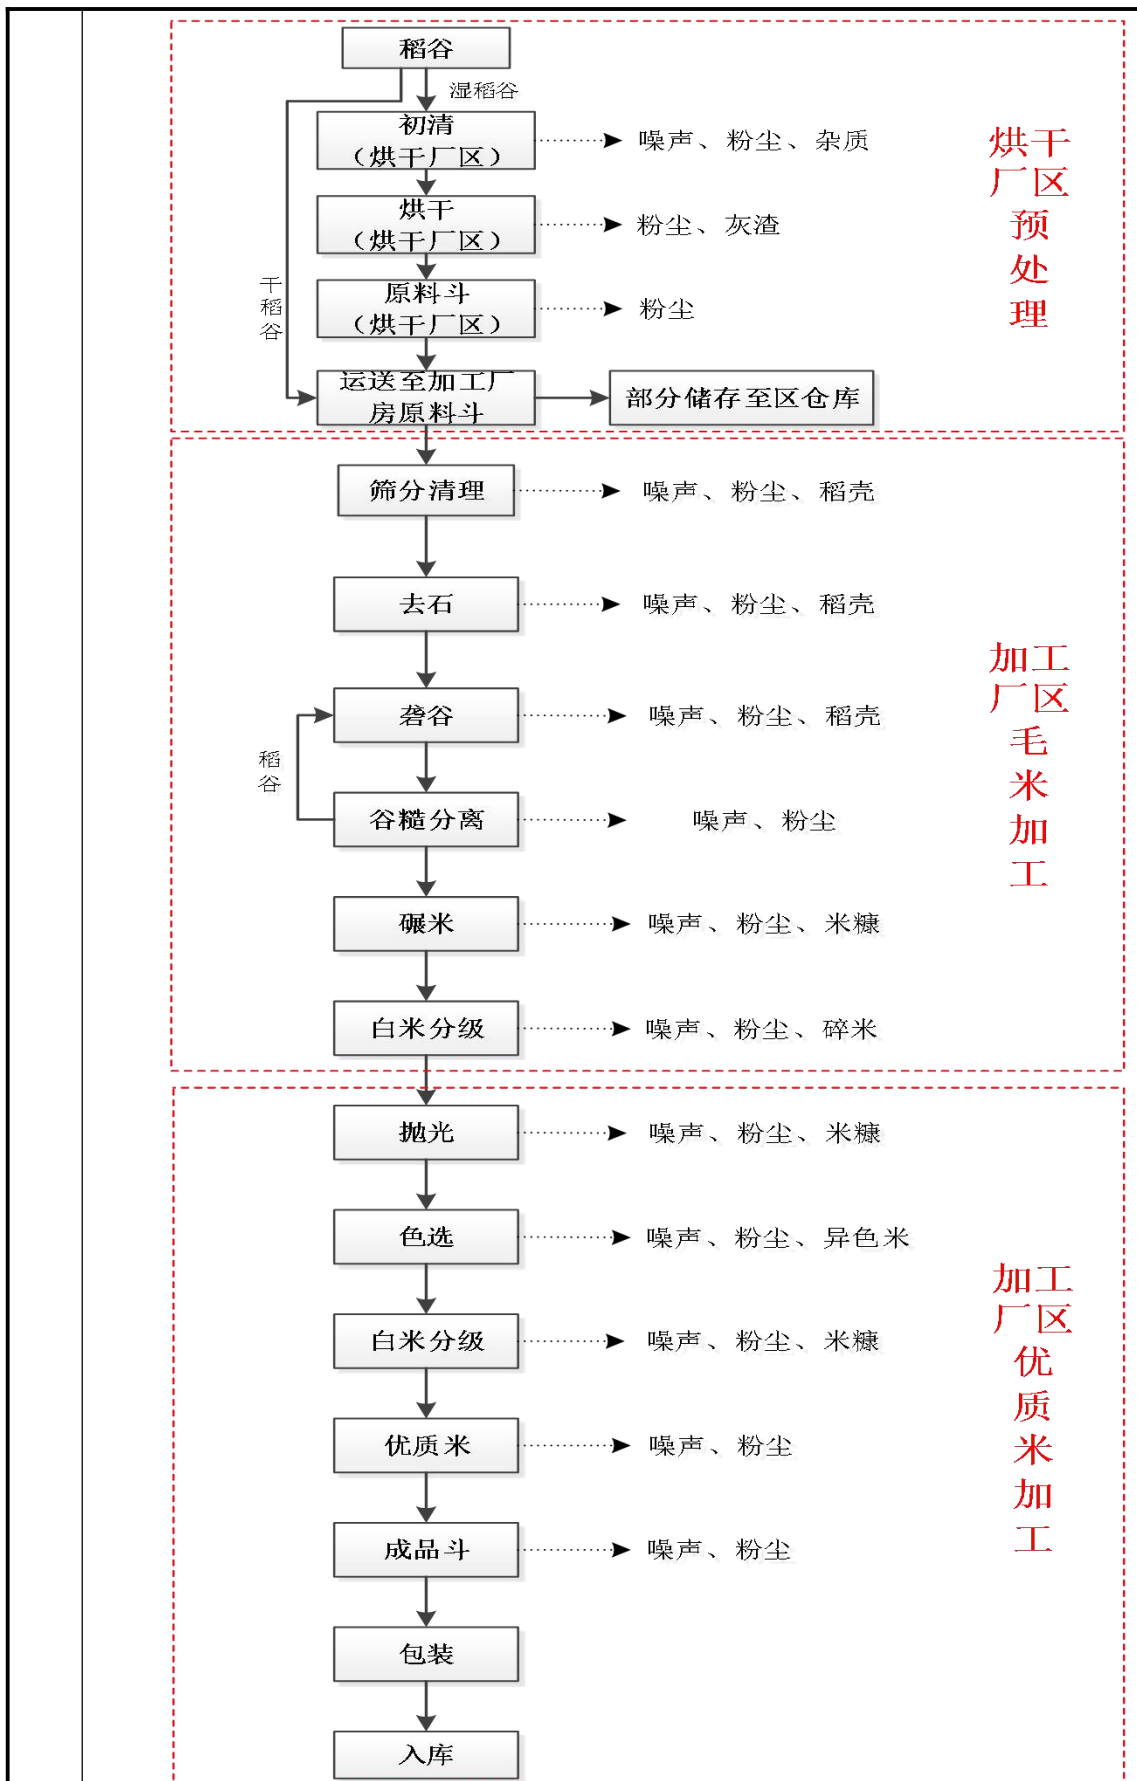 稻谷
湿稻谷
初清
（烘干厂区）
噪声、粉尘、杂质
烘干
（烘干厂区）
粉尘、灰渣
干稻谷
原料斗
（烘干厂区）
粉尘
运送至加工厂
房原料斗
部分储存至区仓库
烘干
厂区
预
处
理
筛分清理
噪声、粉尘、稻壳
去石
噪声、粉尘、稻壳
砻谷
噪声、粉尘、稻壳
稻谷
谷糙分离
噪声、粉尘
碾米
噪声、粉尘、米糠
白米分级
噪声、粉尘、碎米
加工
厂区
毛
米
加
工
抛光
噪声、粉尘、米糠
色选
噪声、粉尘、异色米
白米分级
噪声、粉尘、米糠
优质米
噪声、粉尘
成品斗
噪声、粉尘
包装
入库
加工
厂区
优
质
米
加
工